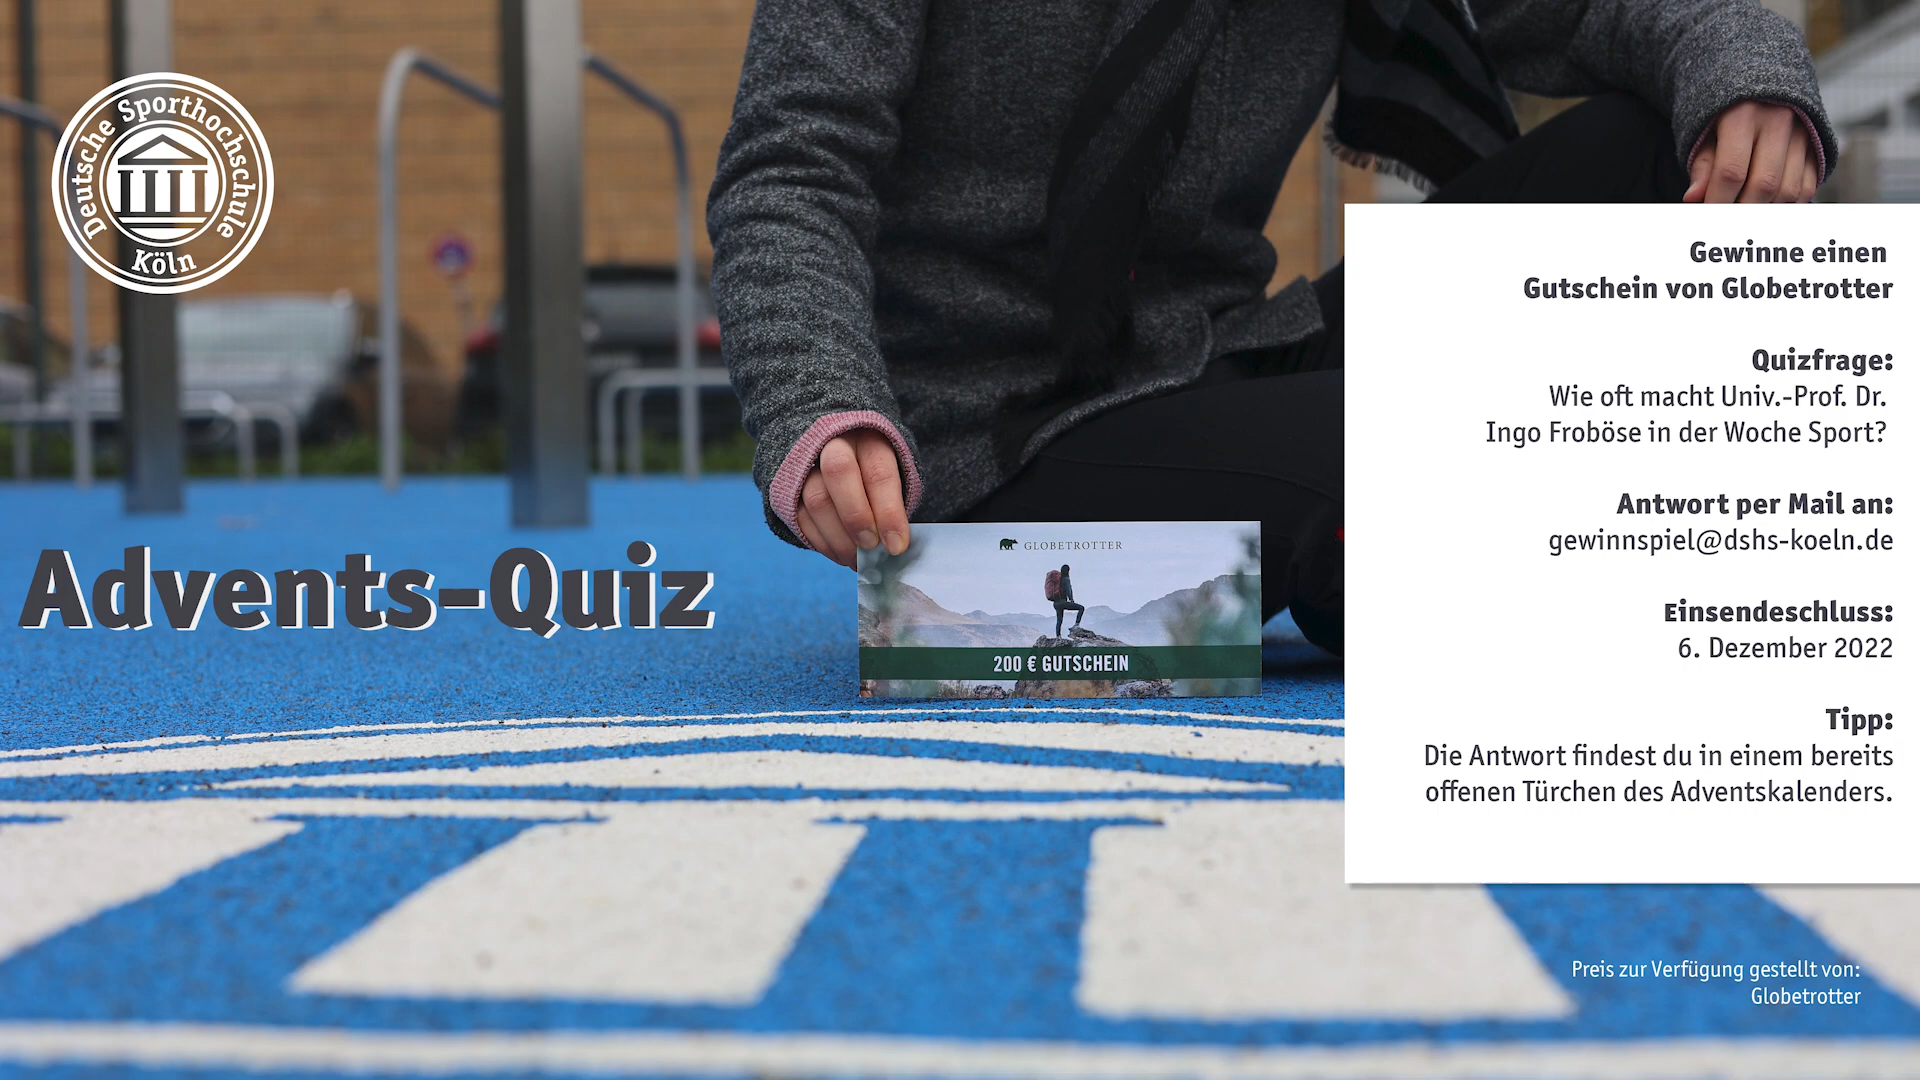 Deutsche Sporthochschule
Köln
Advents-Quiz
GLOBETROTTER
200 € GUTSCHEIN
Gewinne einen
Gutschein von Globetrotter
Quizfrage:
Wie oft macht Univ.-Prof. Dr.
Ingo Froböse in der Woche Sport?
Antwort per Mail an:
gewinnspiel@dshs-koeln.de
Einsendeschluss:
6. Dezember 2022
Tipp:
Die Antwort findest du in einem bereits
offenen Türchen des Adventskalenders.
Preis zur Verfügung gestellt von:
Globetrotter